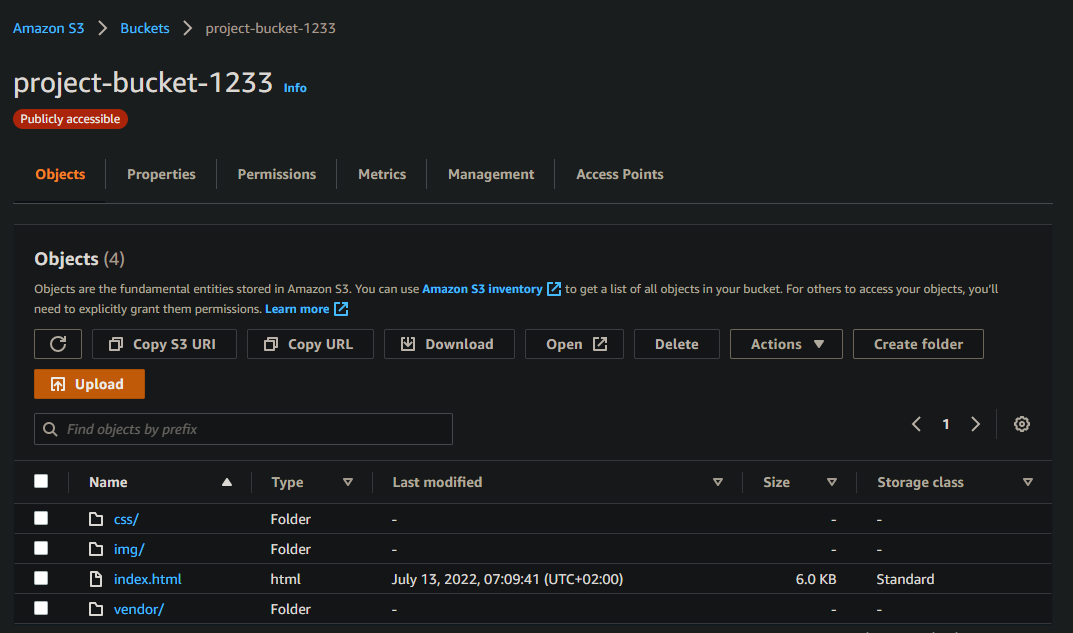 Amazon S3 > Buckets > project-bucket-1233
project-bucket-1233 Info
Publicly accessible
Objects Properties Permissions Metrics Management Access Points
Objects (4)
Objects are the fundamental entities stored in Amazon S3. You can use Amazon S3 inventory to get a list of all objects in your bucket. For others to access your objects, you'll
need to explicitly grant them permissions. Learn more
Copy S3 URI Copy URL Download Open Delete Actions Create folder
Upload
Find objects by prefix 1
Name Type Last modified Size Storage class
css/ Folder - - -
img/ Folder - - -
index.html html July 13, 2022, 07:09:41 (UTC+02:00) 6.0 KB Standard
vendor/ Folder - - -